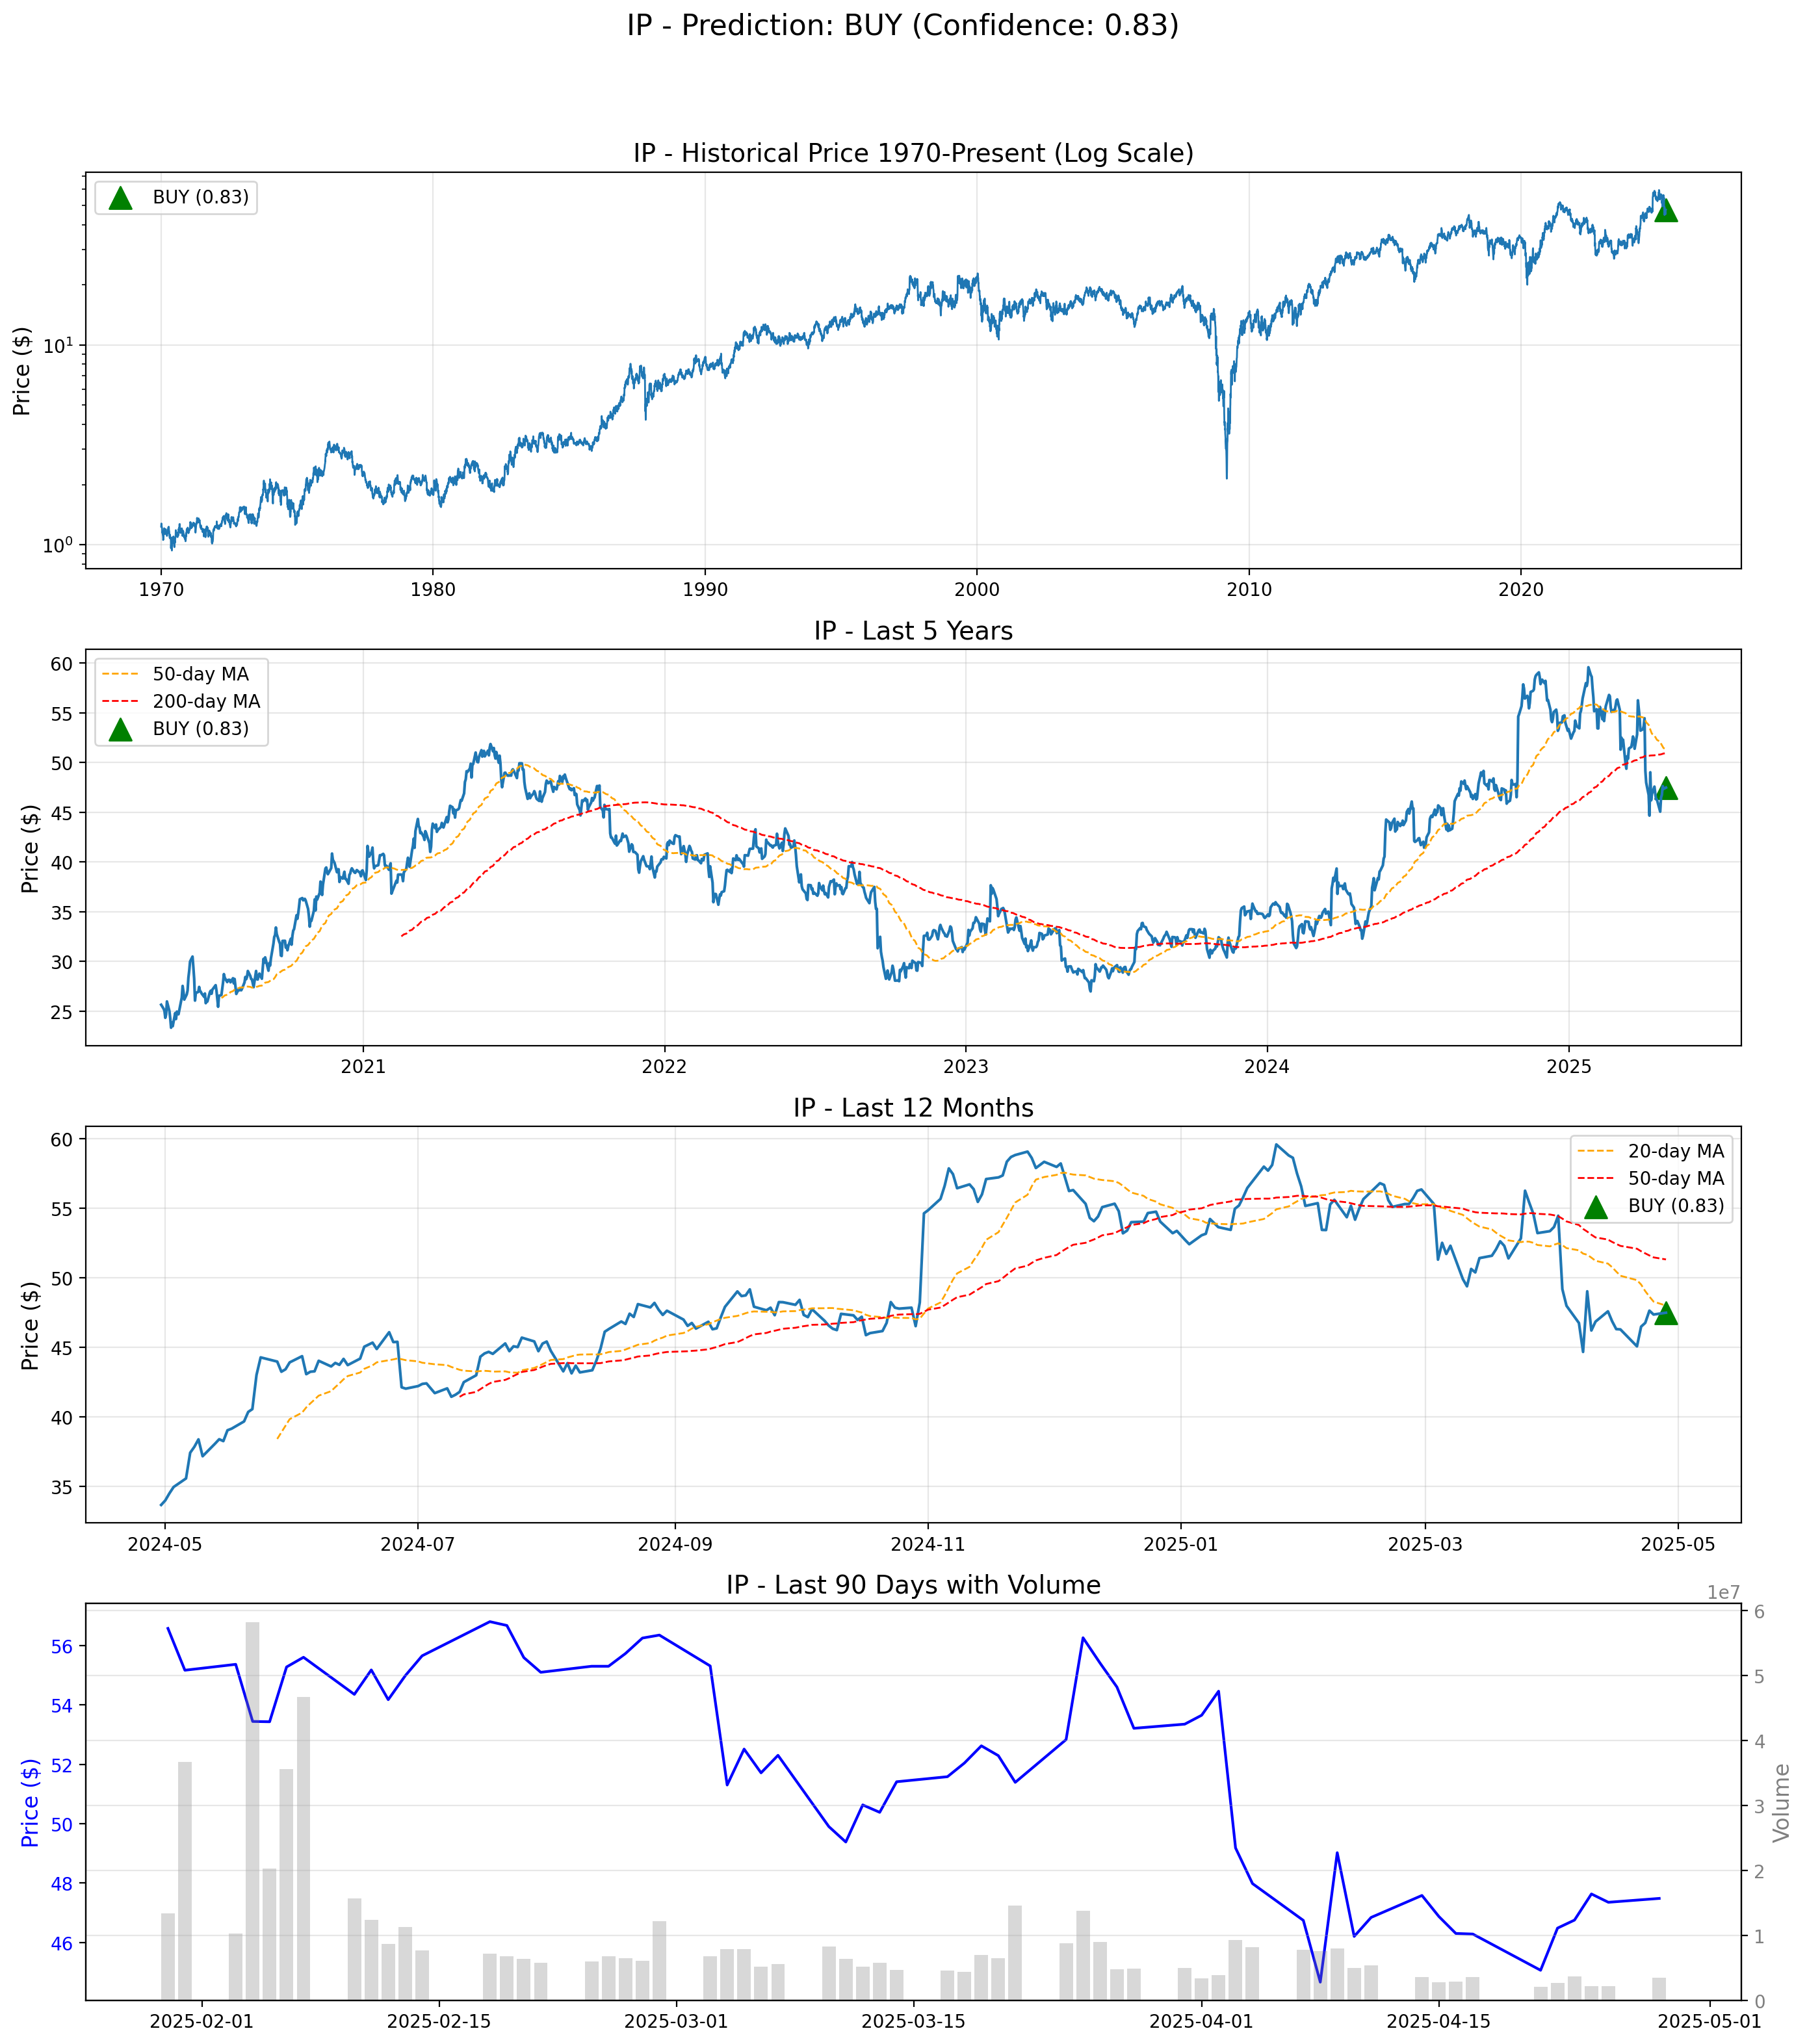 IP - Prediction: BUY (Confidence: 0.83)
IP - Historical Price 1970-Present (Log Scale)
BUY (0.83)
Price ($)
10¹
10⁰
1970 1980 1990 2000 2010 2020
IP - Last 5 Years
50-day MA
200-day MA
BUY (0.83)
Price ($)
60
55
50
45
40
35
30
25
2021 2022 2023 2024 2025
IP - Last 12 Months
20-day MA
50-day MA
BUY (0.83)
Price ($)
60
55
50
45
40
35
2024-05 2024-07 2024-09 2024-11 2025-01 2025-03 2025-05
IP - Last 90 Days with Volume
1e7
Price ($)
56
54
52
50
48
46
6
5
4
3
2
1
0
Volume
2025-02-01 2025-02-15 2025-03-01 2025-03-15 2025-04-01 2025-04-15 2025-05-01